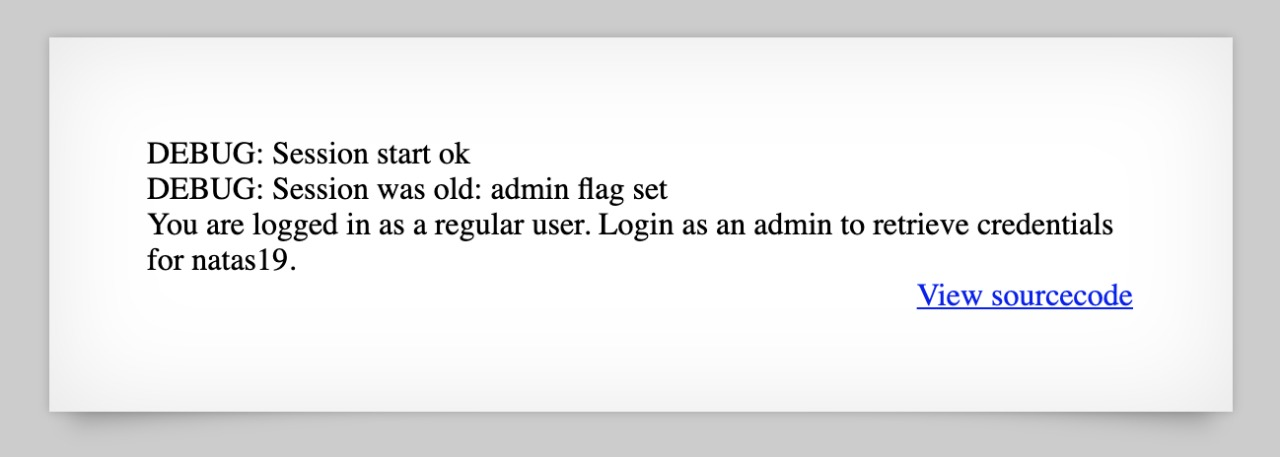 DEBUG: Session start ok
DEBUG: Session was old: admin flag set
You are logged in as a regular user. Login as an admin to retrieve credentials
for natas19.
View sourcecode